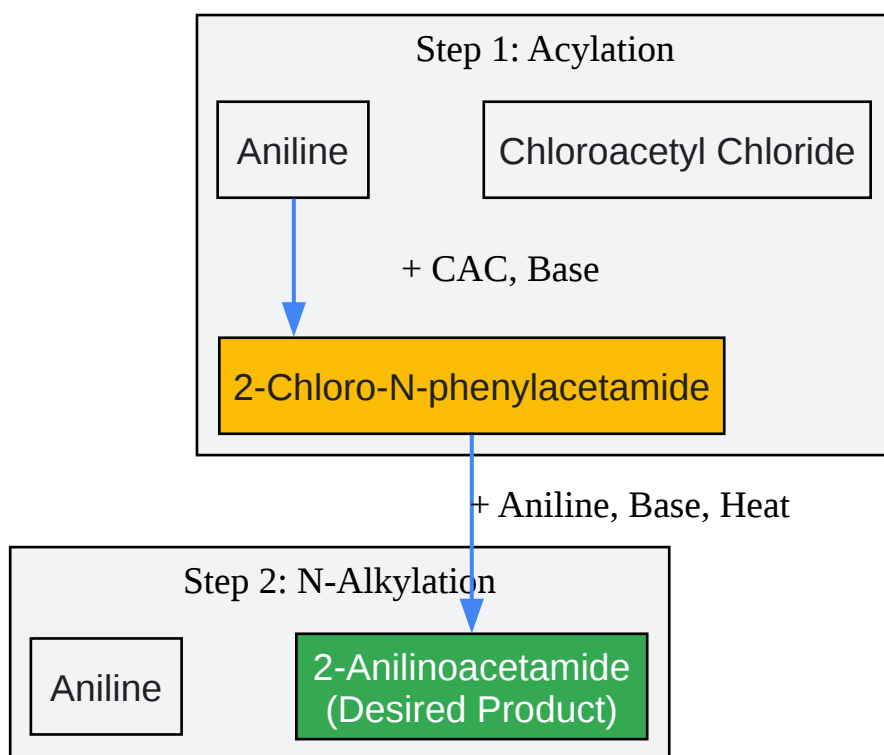 Step 1: Acylation
Aniline
Chloroacetyl Chloride
+ CAC, Base
2-Chloro-N-phenylacetamide
+ Aniline, Base, Heat
Step 2: N-Alkylation
Aniline
2-Anilinoacetamide
(Desired Product)